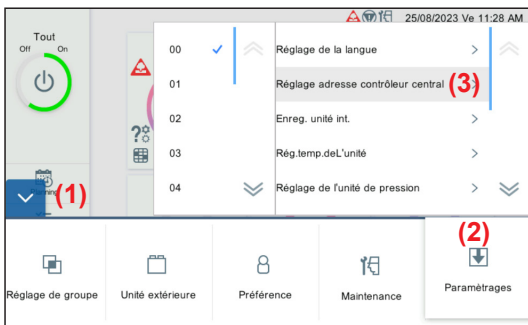 25/08/2023 Ve 11:28 AM
Tout
Off On
00
01
02
03
04
Réglage de la langue
Réglage adresse contrôleur central
(3)
Enreg. unité int.
Rég.temp.deL'unité
Réglage de l'unité de pression
(1)
(2)
Réglage de groupe
Unité extérieure
Préférence
Maintenance
Paramètrages